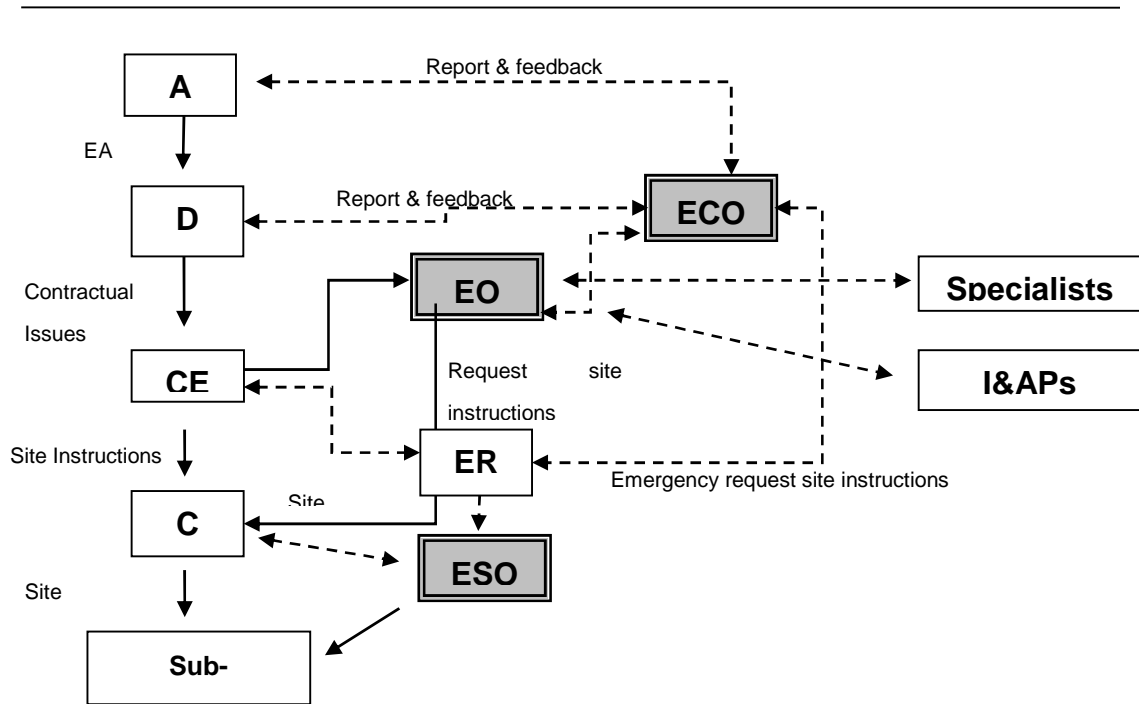 Report & feedback
A
EA
ECO
Report & feedback
D
EO
Specialists
Contractual
Issues
Request site
instructions
CE
I&APs
ER
Site Instructions
Emergency request site instructions
Site
C
ESO
Site
Sub-